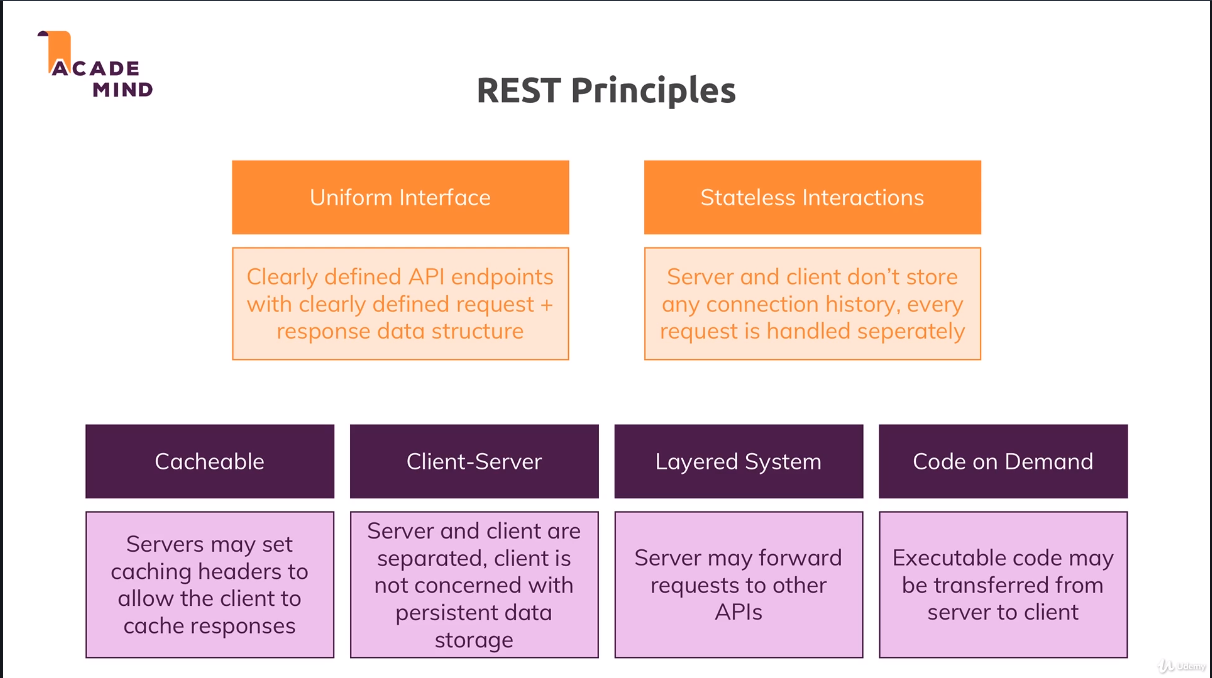 ACADE
MIND
REST Principles
Uniform Interface
Stateless Interactions
Clearly defined API endpoints
with clearly defined request +
response data structure
Server and client don’t store
any connection history, every
request is handled seperately
Cacheable
Client-Server
Layered System
Code on Demand
Servers may set
caching headers to
allow the client to
cache responses
Server and client are
separated, client is
not concerned with
persistent data
storage
Server may forward
requests to other
APIs
Executable code may
be transferred from
server to client
Udemy